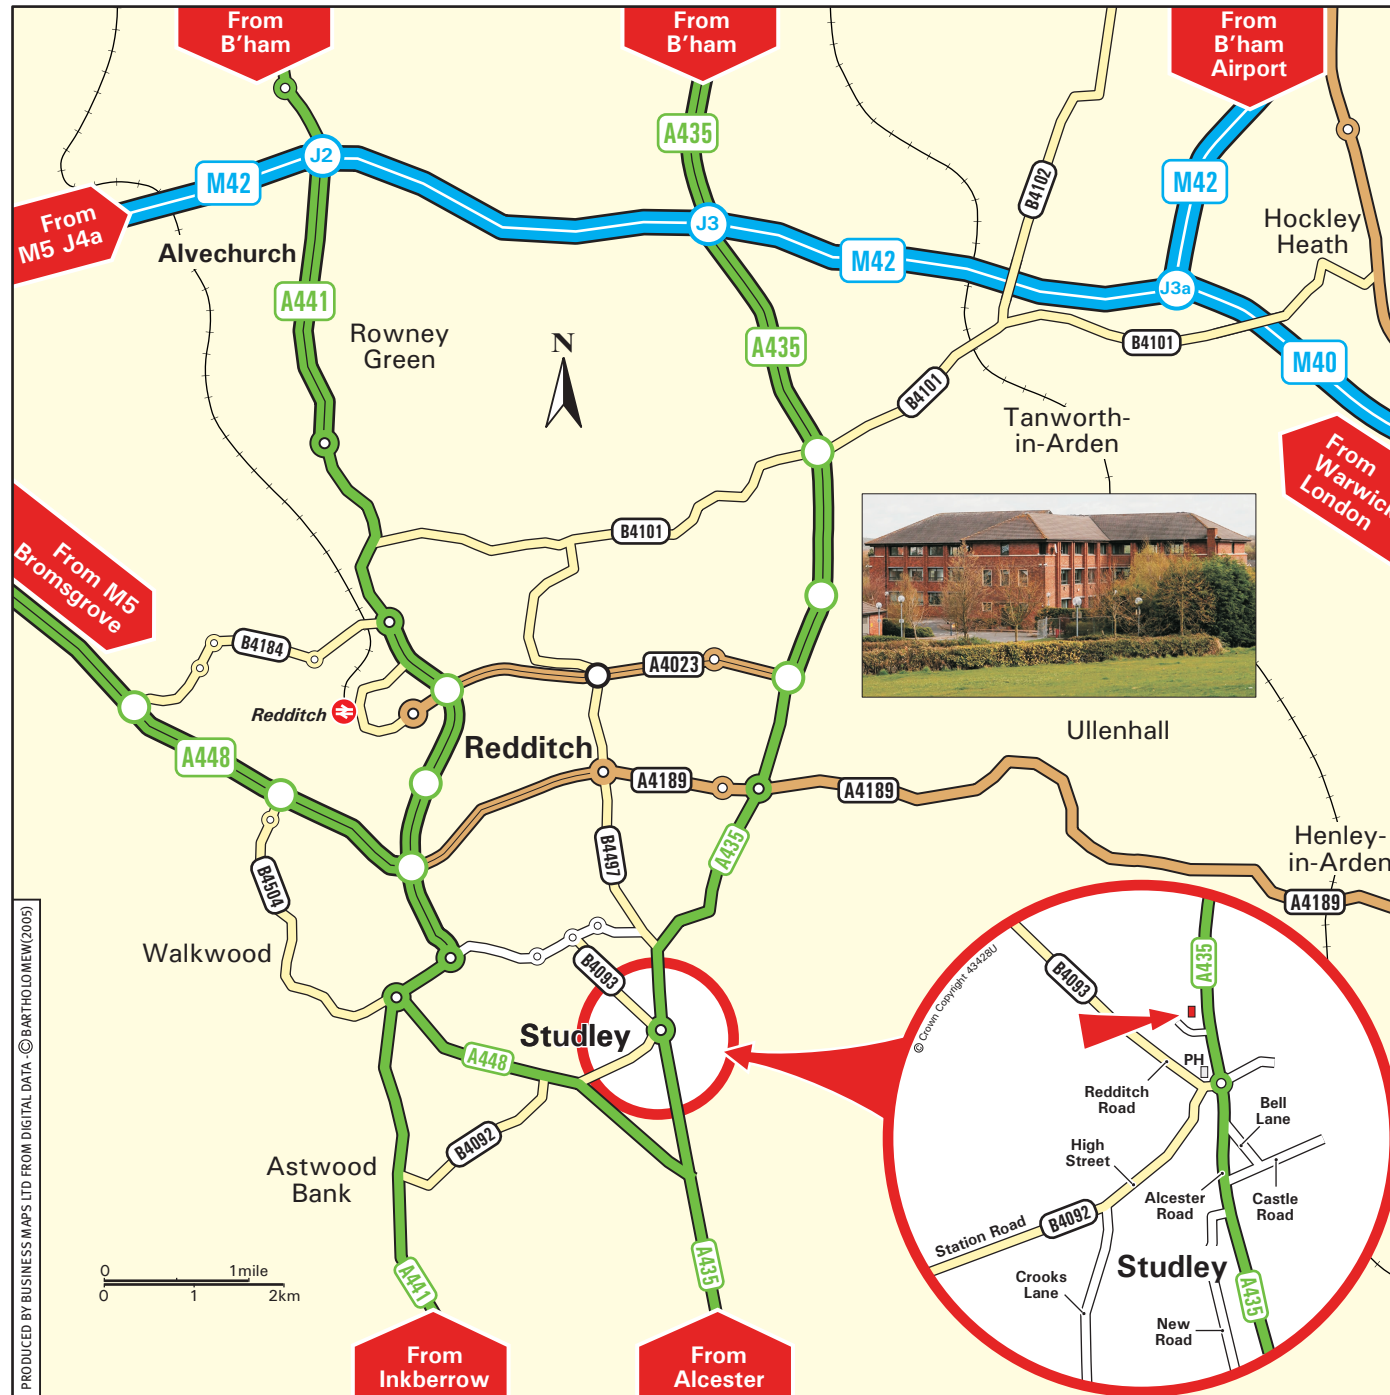 From
B'ham
From
B'ham
From
B'ham
Airport
A435
J2
M42
M42
B4102
From
M5 J4a
J3
Hockley
Heath
Alvechurch
M42
J3a
A441
Rowney
Green
N
A435
B4101
M40
B4101
Tanworth-
in-Arden
From
Warwick
London
B4101
From M5
Bromsgrove
B4184
A4023
Redditch
Redditch
Ullenhall
A448
A4189
A4189
A435
Henley-
in-Arden
B4497
B4504
A4189
Walkwood
B4093
Studley
A448
B4092
Astwood
Bank
0 1mile
0 1 2km
A441
A435
From
Inkberrow
From
Alcester
© Crown Copyright 43428U
B4093
A435
PH
Redditch
Road
Bell
Lane
High
Street
Alcester
Road
Castle
Road
Station Road
B4092
Studley
Crooks
Lane
A435
New
Road
PRODUCED BY BUSINESS MAPS LTD FROM DIGITAL DATA - © BARTHOLOMEW(2005)